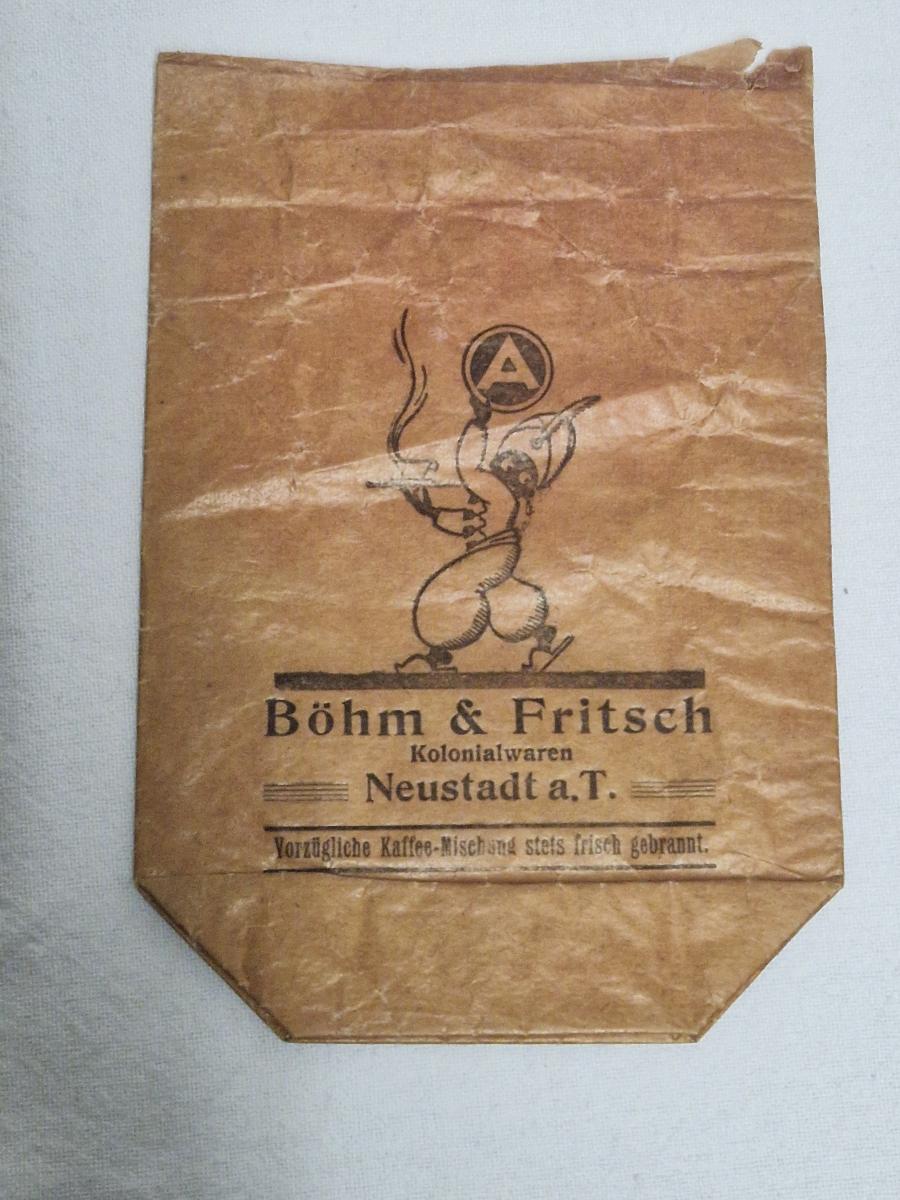 A
Böhm & Fritsch
Kolonialwaren
Neustadt a.T.
Vorzügliche Kaffee-Mischung stets frisch gebrannt.